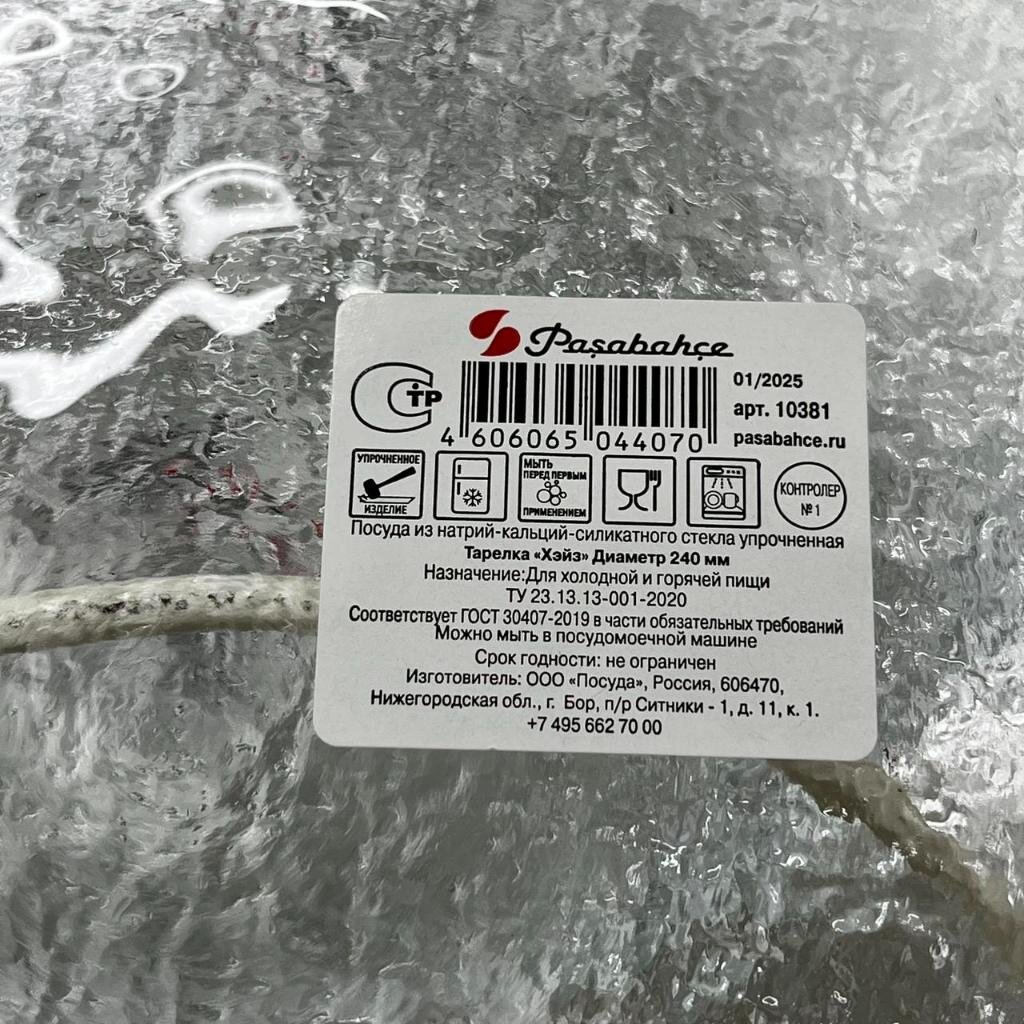 Paşabahçe
01/2025
арт. 10381
pasabahce.ru
СТР
4 606065 044070
УПРОЧНЕННОЕ
ИЗДЕЛИЕ
МЫТЬ
ПЕРЕД ПЕРВЫМ
ПРИМЕНЕНИЕМ
КОНТРОЛЕР
№ 1
Посуда из натрий-кальций-силикатного стекла упрочненная
Тарелка «Хэйз» Диаметр 240 мм
Назначение:Для холодной и горячей пищи
ТУ 23.13.13-001-2020
Соответствует ГОСТ 30407-2019 в части обязательных требований
Можно мыть в посудомоечной машине
Срок годности: не ограничен
Изготовитель: ООО «Посуда», Россия, 606470,
Нижегородская обл., г. Бор, п/р Ситники - 1, д. 11, к. 1.
+7 495 662 70 00